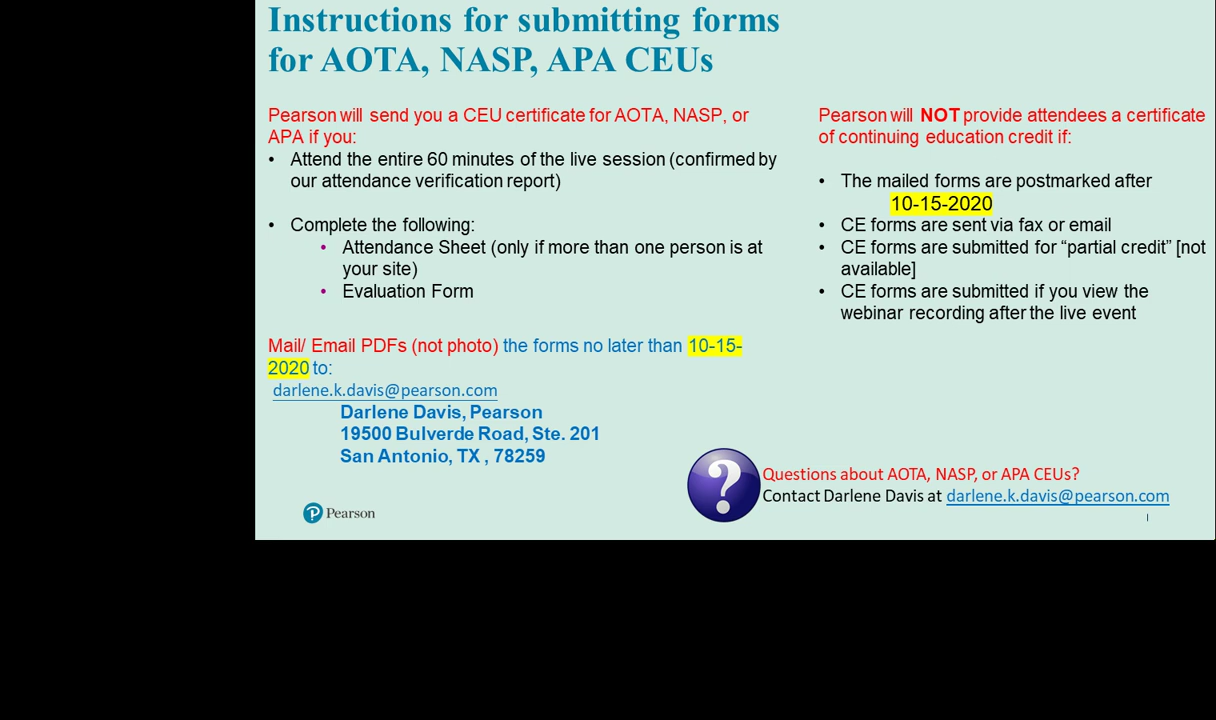 Instructions for submitting forms
for AOTA, NASP, APA CEUs
Pearson will send you a CEU certificate for AOTA, NASP, or
APA if you:
• Attend the entire 60 minutes of the live session (confirmed by
our attendance verification report)
• Complete the following:
• Attendance Sheet (only if more than one person is at
your site)
• Evaluation Form
Mail/ Email PDFs (not photo) the forms no later than 10-15-
2020 to:
darlene.k.davis@pearson.com
Darlene Davis, Pearson
19500 Bulverde Road, Ste. 201
San Antonio, TX , 78259
Pearson
Pearson will NOT provide attendees a certificate
of continuing education credit if:
• The mailed forms are postmarked after
10-15-2020
• CE forms are sent via fax or email
• CE forms are submitted for “partial credit” [not
available]
• CE forms are submitted if you view the
webinar recording after the live event
?
Questions about AOTA, NASP, or APA CEUs?
Contact Darlene Davis at darlene.k.davis@pearson.com